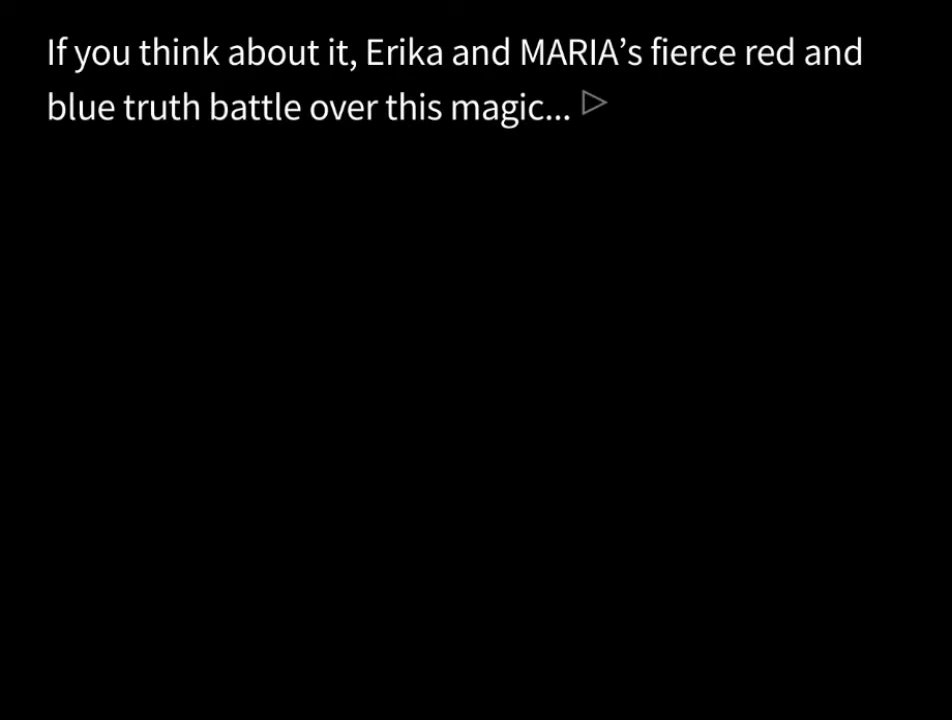 If you think about it, Erika and MARIA’s fierce red and
blue truth battle over this magic...